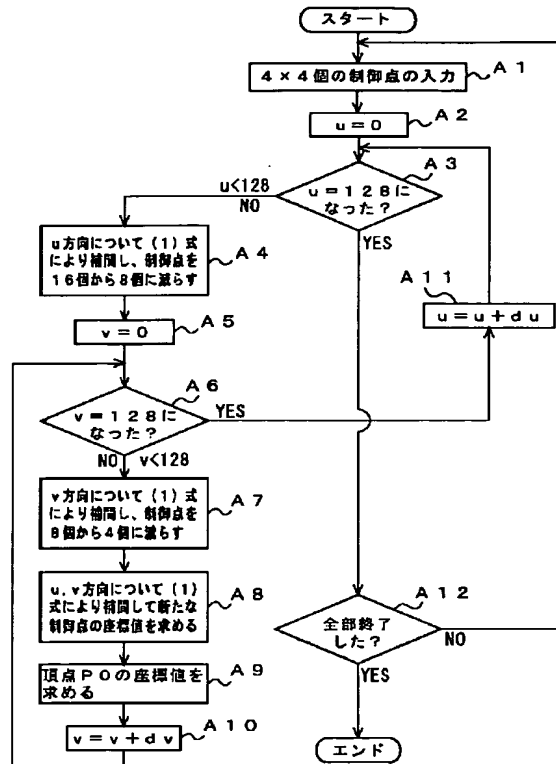 スタート
4×4個の制御点の入力
A1
u=0
A2
u=128に
なった?
A3
u<128
NO
YES
u方向について(1)式
により補間し、制御点を
16個から8個に減らす
A4
v=0
A5
v=128に
なった?
A6
YES
NO
v<128
u=u+du
A11
v方向について(1)式
により補間し、制御点を
8個から4個に減らす
A7
u,v方向について(1)
式により補間して新たな
制御点の座標値を求める
A8
頂点P0の座標値を
求める
A9
v=v+dv
A10
全部終了
した?
A12
NO
YES
エンド